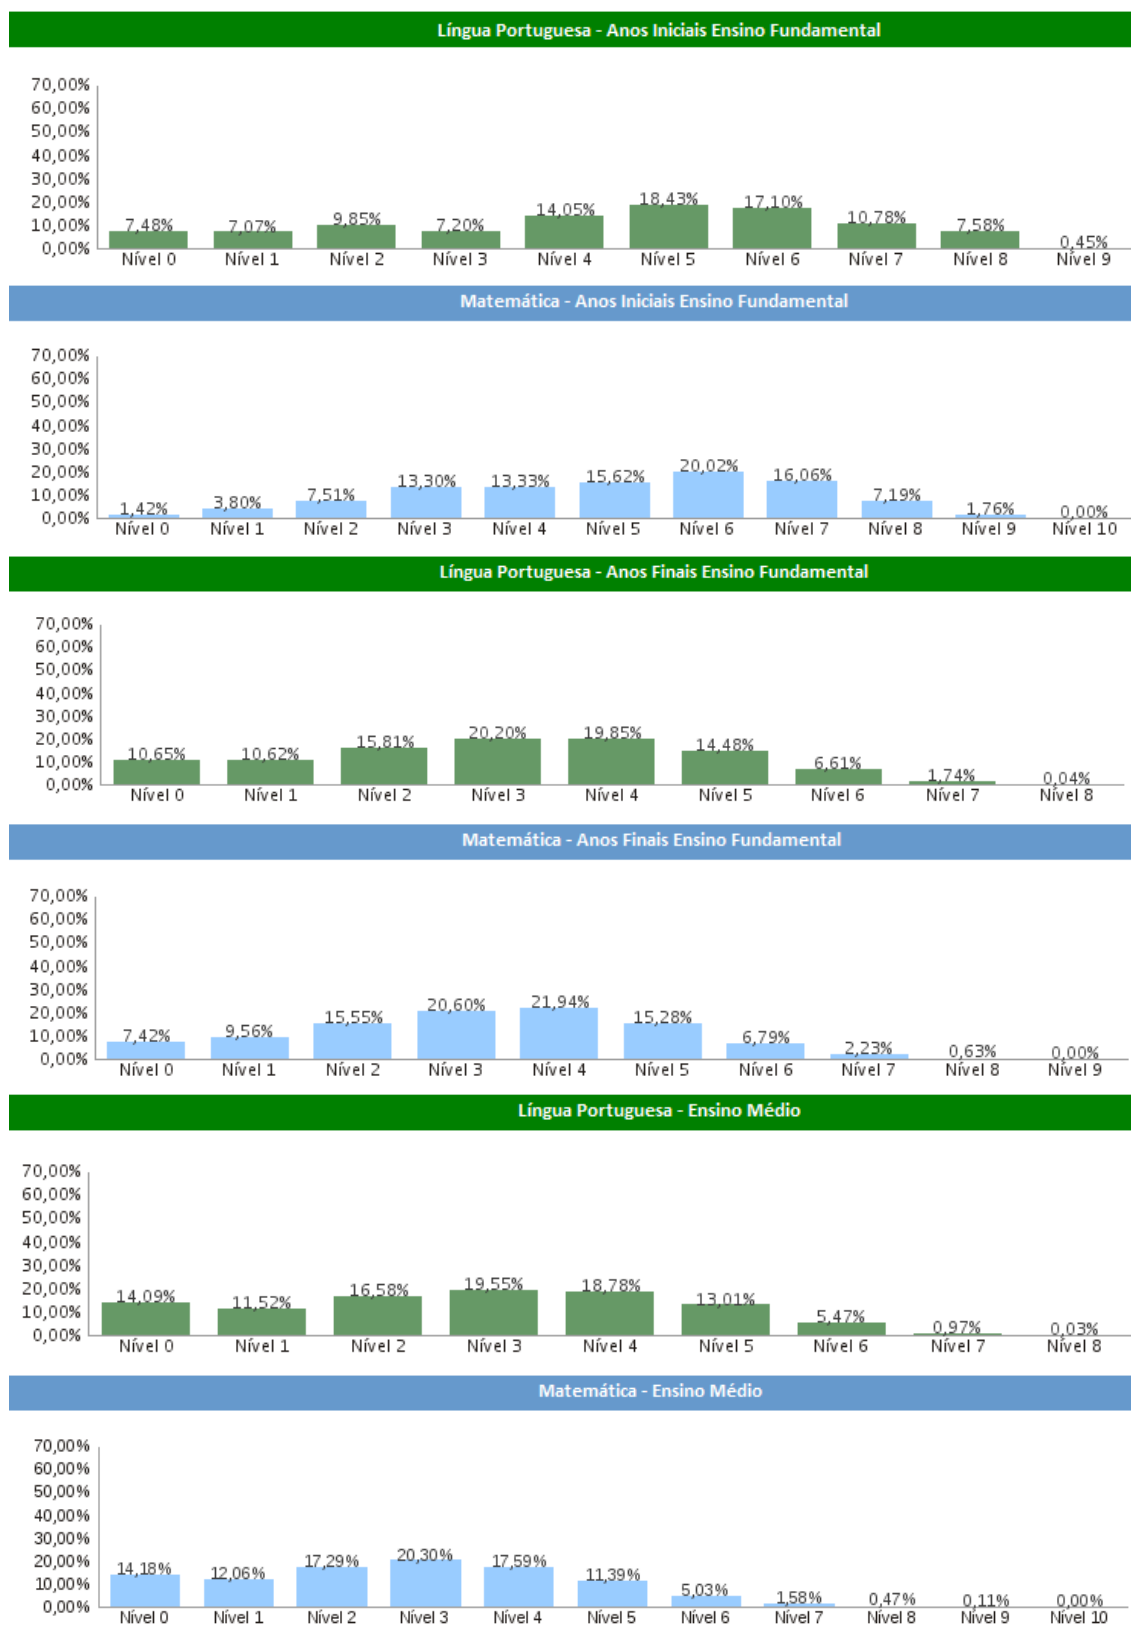 Língua Portuguesa - Anos Iniciais Ensino Fundamental
70,00%
60,00%
50,00%
40,00%
30,00%
20,00%
10,00%
0,00%
7,48% 7,07% 9,85% 7,20% 14,05% 18,43% 17,10% 10,78% 7,58% 0,45%
Nível 0 Nível 1 Nível 2 Nível 3 Nível 4 Nível 5 Nível 6 Nível 7 Nível 8 Nível 9
Matemática - Anos Iniciais Ensino Fundamental
70,00%
60,00%
50,00%
40,00%
30,00%
20,00%
10,00%
0,00%
1,42% 3,80% 7,51% 13,30% 13,33% 15,62% 20,02% 16,06% 7,19% 1,76% 0,00%
Nível 0 Nível 1 Nível 2 Nível 3 Nível 4 Nível 5 Nível 6 Nível 7 Nível 8 Nível 9 Nível 10
Língua Portuguesa - Anos Finais Ensino Fundamental
70,00%
60,00%
50,00%
40,00%
30,00%
20,00%
10,00%
0,00%
10,65% 10,62% 15,81% 20,20% 19,85% 14,48% 6,61% 1,74% 0,04%
Nível 0 Nível 1 Nível 2 Nível 3 Nível 4 Nível 5 Nível 6 Nível 7 Nível 8
Matemática - Anos Finais Ensino Fundamental
70,00%
60,00%
50,00%
40,00%
30,00%
20,00%
10,00%
0,00%
7,42% 9,56% 15,55% 20,60% 21,94% 15,28% 6,79% 2,23% 0,63% 0,00%
Nível 0 Nível 1 Nível 2 Nível 3 Nível 4 Nível 5 Nível 6 Nível 7 Nível 8 Nível 9
Língua Portuguesa - Ensino Médio
70,00%
60,00%
50,00%
40,00%
30,00%
20,00%
10,00%
0,00%
14,09% 11,52% 16,58% 19,55% 18,78% 13,01% 5,47% 0,97% 0,03%
Nível 0 Nível 1 Nível 2 Nível 3 Nível 4 Nível 5 Nível 6 Nível 7 Nível 8
Matemática - Ensino Médio
70,00%
60,00%
50,00%
40,00%
30,00%
20,00%
10,00%
0,00%
14,18% 12,06% 17,29% 20,30% 17,59% 11,39% 5,03% 1,58% 0,47% 0,11% 0,00%
Nível 0 Nível 1 Nível 2 Nível 3 Nível 4 Nível 5 Nível 6 Nível 7 Nível 8 Nível 9 Nível 10